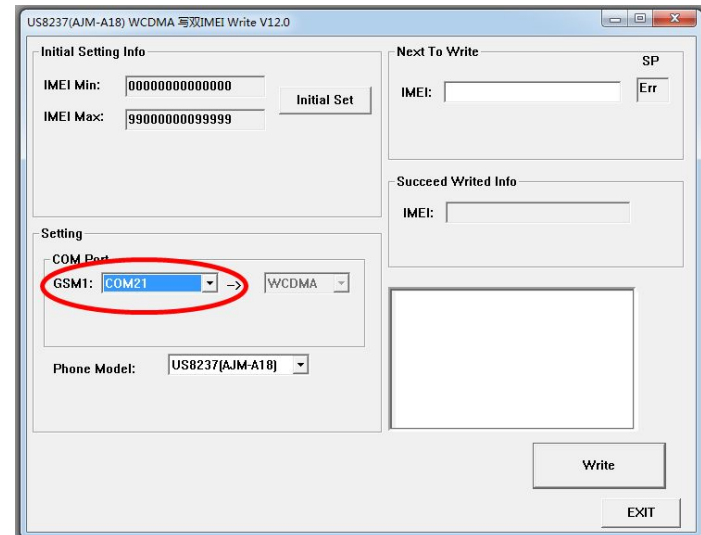 US8237(AJM-A18) WCDMA 写双IMEI Write V12.0
Initial Setting Info
IMEI Min: 00000000000000
IMEI Max: 99000000099999
Initial Set
Next To Write
SP
IMEI:
Err
Succeed Writed Info
IMEI:
Setting
COM Port
GSM1: COM21 -> WCDMA
Phone Model: US8237(AJM-A18)
Write
EXIT